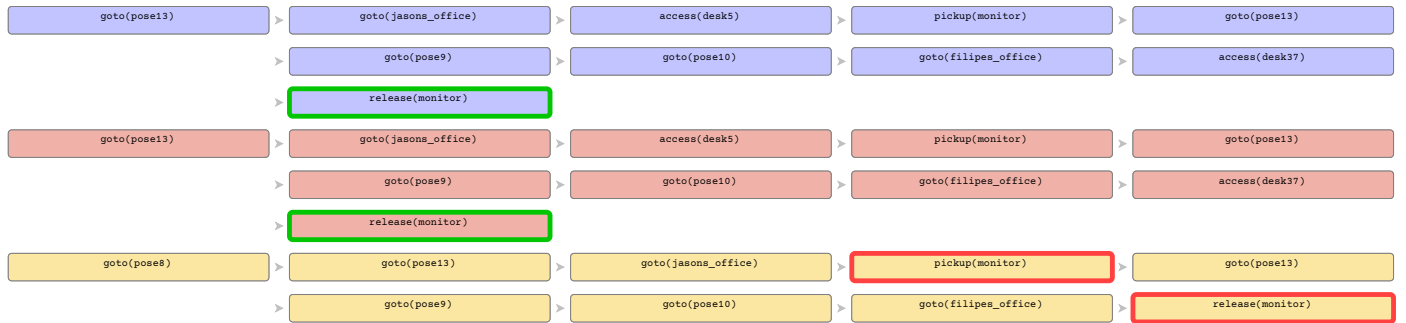 goto(pose13) goto(jasons_office) access(desk5) pickup(monitor) goto(pose13)
goto(pose9) goto(pose10) goto(filipes_office) access(desk37)
release(monitor)
goto(pose13) goto(jasons_office) access(desk5) pickup(monitor) goto(pose13)
goto(pose9) goto(pose10) goto(filipes_office) access(desk37)
release(monitor)
goto(pose8) goto(pose13) goto(jasons_office) pickup(monitor) goto(pose13)
goto(pose9) goto(pose10) goto(filipes_office) release(monitor)